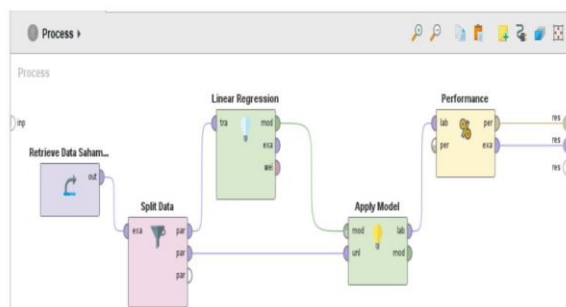 Process
Process
inp
Retrieve Data Saham...
out
Split Data
exa
par
par
par
Linear Regression
tra
mod
exa
wei
Apply Model
mod
unl
lab
mod
Performance
lab
per
per
exa
res
res
res